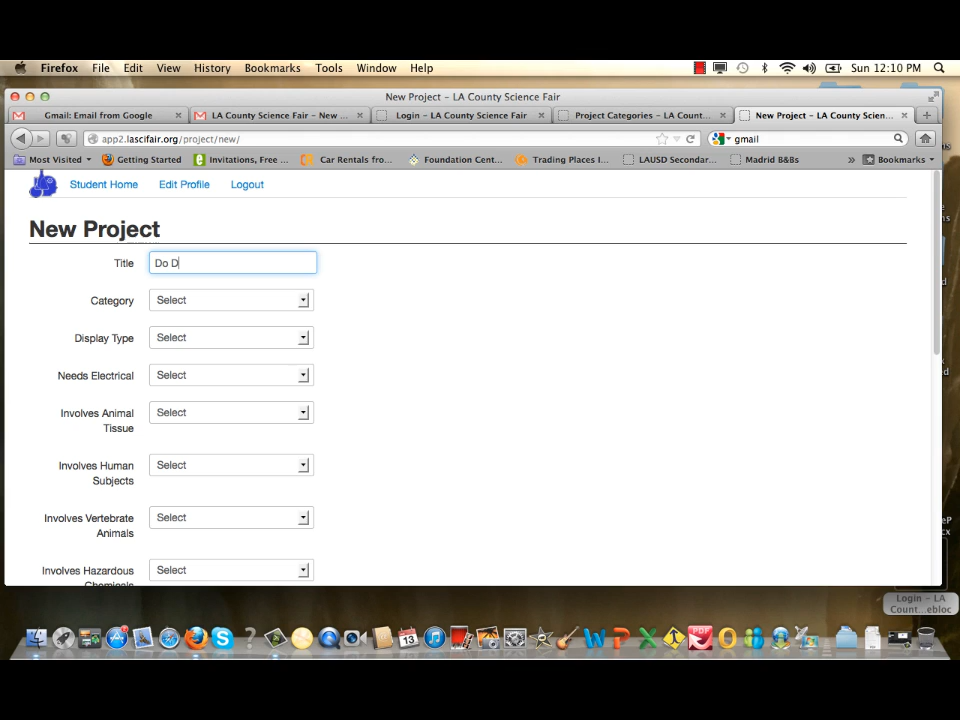 Firefox File Edit View History Bookmarks Tools Window Help Sun 12:10 PM
New Project – LA County Science Fair
Gmail: Email from Google
LA County Science Fair – New ...
Login – LA County Science Fair
Project Categories – LA Count...
New Project – LA County Scien...
app2.lascifair.org/project/new/ gmail
Most Visited Getting Started Invitations, Free ... Car Rentals fro... Foundation Cent... Trading Places I... LAUSD Secondar... Madrid B&Bs » Bookmarks
Student Home Edit Profile Logout
New Project
Title Do D
Category Select
Display Type Select
Needs Electrical Select
Involves Animal Tissue Select
Involves Human Subjects Select
Involves Vertebrate Animals Select
Involves Hazardous Select
Login – LA
Count...ebloc
13